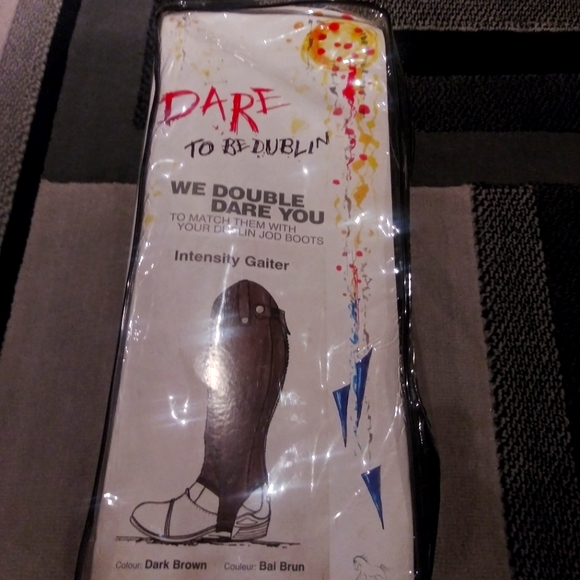 DARE
TO BE DUBLIN
WE DOUBLE
DARE YOU
TO MATCH THEM WITH
YOUR DUBLIN JOD BOOTS
Intensity Gaiter
Colour: Dark Brown Couleur: Bai Brun